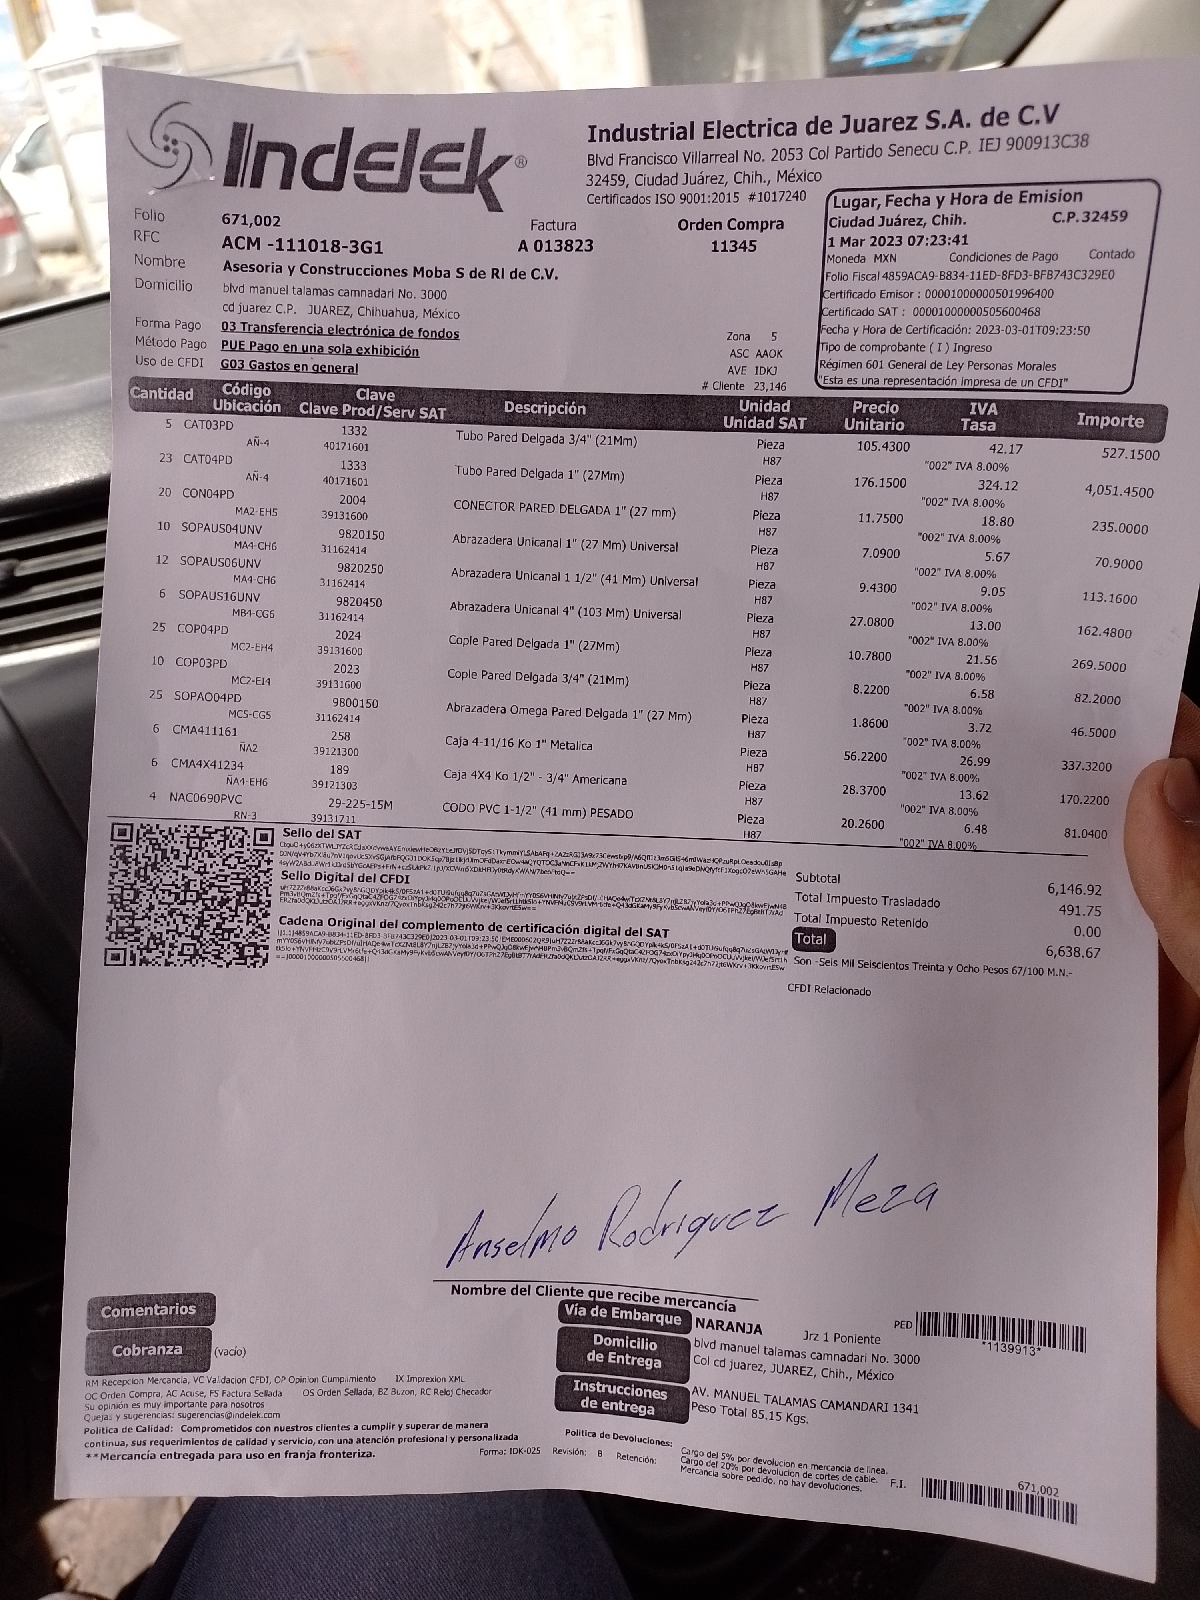 Indelek®
Industrial Electrica de Juarez S.A. de C.V
Blvd Francisco Villarreal No. 2053 Col Partido Senecu C.P. IEJ 900913C38
32459, Ciudad Juárez, Chih., México
Certificados ISO 9001:2015 #1017240
Folio 671,002 Factura Orden Compra
RFC ACM -111018-3G1 A 013823 11345
Nombre Asesoria y Construcciones Moba S de Rl de C.V.
Domicilio blvd manuel talamas camnadari No. 3000
cd juarez C.P. JUAREZ, Chihuahua, México
Forma Pago 03 Transferencia electrónica de fondos
Método Pago PUE Pago en una sola exhibición
Uso de CFDI G03 Gastos en general
Zona 5
ASC AAOK
AVE IDKJ
# Cliente 23,146
Lugar, Fecha y Hora de Emision
Ciudad Juárez, Chih. C.P. 32459
1 Mar 2023 07:23:41
Moneda MXN Condiciones de Pago Contado
Folio Fiscal 4859ACA9-B834-11ED-8FD3-BFB743C329E0
Certificado Emisor : 00001000000501996400
Certificado SAT : 00001000000505600468
Fecha y Hora de Certificación: 2023-03-01T09:23:50
Tipo de comprobante ( I ) Ingreso
Régimen 601 General de Ley Personas Morales
"Esta es una representación impresa de un CFDI"
Cantidad Código Clave Descripción Unidad Precio IVA Importe
Ubicación Clave Prod/Serv SAT Unidad SAT Unitario Tasa
5 CAT03PD 1332 Tubo Pared Delgada 3/4" (21Mm) Pieza 105.4300 42.17 527.1500
AÑ-4 40171601 H87 "002" IVA 8.00%
23 CAT04PD 1333 Tubo Pared Delgada 1" (27Mm) Pieza 176.1500 324.12 4,051.4500
AÑ-4 40171601 H87 "002" IVA 8.00%
20 CON04PD 2004 CONECTOR PARED DELGADA 1" (27 mm) Pieza 11.7500 18.80 235.0000
MA2-EH5 39131600 H87 "002" IVA 8.00%
10 SOPAUS04UNV 9820150 Abrazadera Unicanal 1" (27 Mm) Universal Pieza 7.0900 5.67 70.9000
MA4-CH6 31162414 H87 "002" IVA 8.00%
12 SOPAUS06UNV 9820250 Abrazadera Unicanal 1 1/2" (41 Mm) Universal Pieza 9.4300 9.05 113.1600
MA4-CH6 31162414 H87 "002" IVA 8.00%
6 SOPAUS16UNV 9820450 Abrazadera Unicanal 4" (103 Mm) Universal Pieza 27.0800 13.00 162.4800
MB4-CG6 31162414 H87 "002" IVA 8.00%
25 COP04PD 2024 Cople Pared Delgada 1" (27Mm) Pieza 10.7800 21.56 269.5000
MC2-EH4 39131600 H87 "002" IVA 8.00%
10 COP03PD 2023 Cople Pared Delgada 3/4" (21Mm) Pieza 8.2200 6.58 82.2000
MC2-EI4 39131600 H87 "002" IVA 8.00%
25 SOPAO04PD 9800150 Abrazadera Omega Pared Delgada 1" (27 Mm) Pieza 1.8600 3.72 46.5000
MC5-CG5 31162414 H87 "002" IVA 8.00%
6 CMA411161 258 Caja 4-11/16 Ko 1" Metalica Pieza 56.2200 26.99 337.3200
ÑA2 39121300 H87 "002" IVA 8.00%
6 CMA4X41234 189 Caja 4X4 Ko 1/2" - 3/4" Americana Pieza 28.3700 13.62 170.2200
ÑA4-EH6 39121303 H87 "002" IVA 8.00%
4 NAC0690PVC 29-225-15M CODO PVC 1-1/2" (41 mm) PESADO Pieza 20.2600 6.48 81.0400
RN-3 39131711 H87 "002" IVA 8.00%
Sello del SAT
Sello Digital del CFDI
Cadena Original del complemento de certificación digital del SAT
Subtotal 6,146.92
Total Impuesto Trasladado 491.75
Total Impuesto Retenido 0.00
Total 6,638.67
Son -Seis Mil Seiscientos Treinta y Ocho Pesos 67/100 M.N.-
CFDI Relacionado
Anselmo Rodriguez Meza
Nombre del Cliente que recibe mercancía
Comentarios
Cobranza (vacio)
Vía de Embarque NARANJA Jrz 1 Poniente PED
*1139913*
Domicilio de Entrega blvd manuel talamas camnadari No. 3000
Col cd juarez, JUAREZ, Chih., México
Instrucciones de entrega AV. MANUEL TALAMAS CAMANDARI 1341
Peso Total 85.15 Kgs.
RM Recepcion Mercancia, VC Validacion CFDI, OP Opinion Cumplimiento IX Imprexion XML
OC Orden Compra, AC Acuse, FS Factura Sellada OS Orden Sellada, BZ Buzon, RC Reloj Checador
Su opinión es muy importante para nosotros
Quejas y sugerencias: sugerencias@indelek.com
Política de Calidad: Comprometidos con nuestros clientes a cumplir y superar de manera
continua, sus requerimientos de calidad y servicio, con una atención profesional y personalizada
**Mercancía entregada para uso en franja fronteriza.
Forma: IDK-025 Revisión: B Retención:
Politica de Devoluciones:
Cargo del 5% por devolucion en mercancia de linea.
Cargo del 20% por devolucion de cortes de cable.
Mercancia sobre pedido, no hay devoluciones.
F.I. 671,002